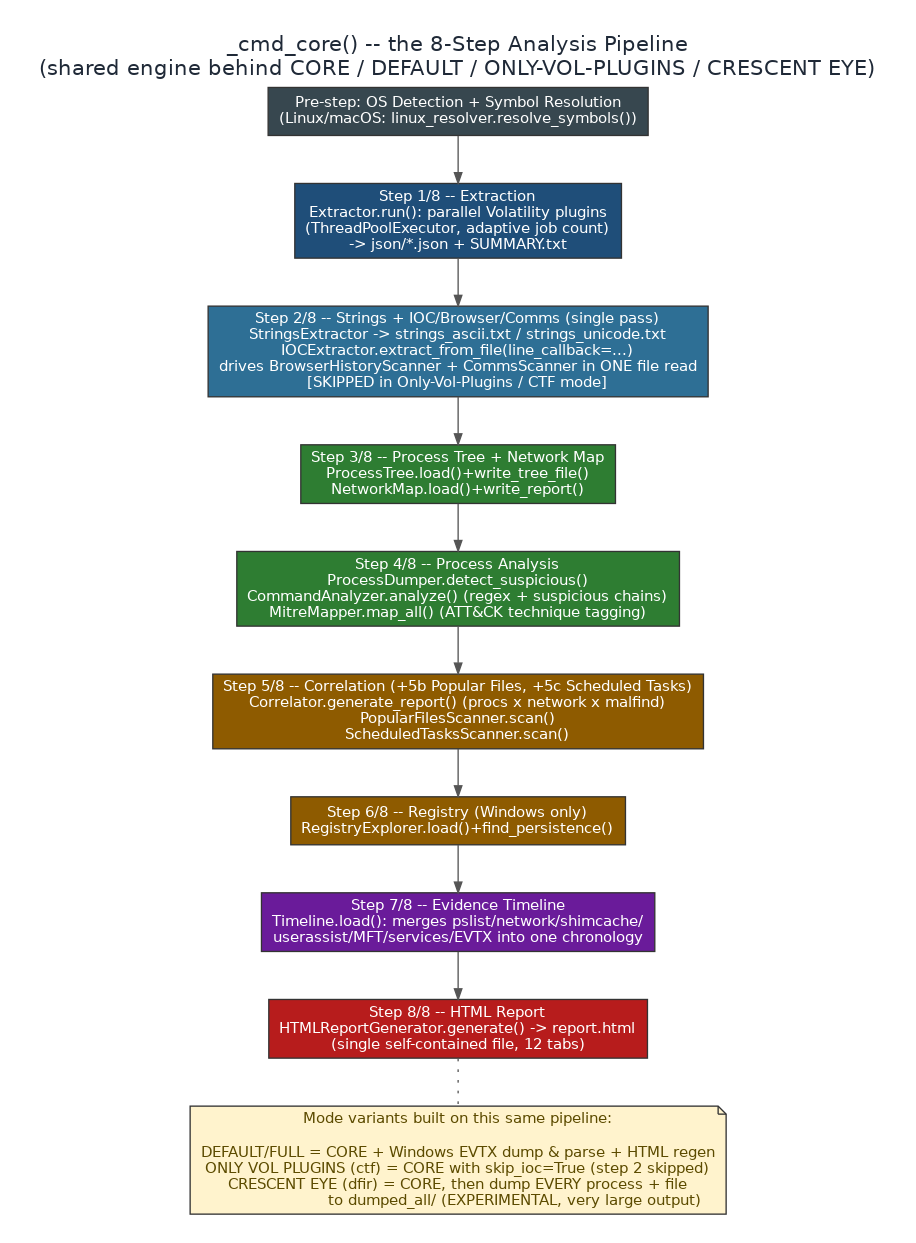 _cmd_core() -- the 8-Step Analysis Pipeline
(shared engine behind CORE / DEFAULT / ONLY-VOL-PLUGINS / CRESCENT EYE)
Pre-step: OS Detection + Symbol Resolution
(Linux/macOS: linux_resolver.resolve_symbols())
Step 1/8 -- Extraction
Extractor.run(): parallel Volatility plugins
(ThreadPoolExecutor, adaptive job count)
-> json/*.json + SUMMARY.txt
Step 2/8 -- Strings + IOC/Browser/Comms (single pass)
StringsExtractor -> strings_ascii.txt / strings_unicode.txt
IOCExtractor.extract_from_file(line_callback=...)
drives BrowserHistoryScanner + CommsScanner in ONE file read
[SKIPPED in Only-Vol-Plugins / CTF mode]
Step 3/8 -- Process Tree + Network Map
ProcessTree.load()+write_tree_file()
NetworkMap.load()+write_report()
Step 4/8 -- Process Analysis
ProcessDumper.detect_suspicious()
CommandAnalyzer.analyze() (regex + suspicious chains)
MitreMapper.map_all() (ATT&CK technique tagging)
Step 5/8 -- Correlation (+5b Popular Files, +5c Scheduled Tasks)
Correlator.generate_report() (procs x network x malfind)
PopularFilesScanner.scan()
ScheduledTasksScanner.scan()
Step 6/8 -- Registry (Windows only)
RegistryExplorer.load()+find_persistence()
Step 7/8 -- Evidence Timeline
Timeline.load(): merges pslist/network/shimcache/
userassist/MFT/services/EVTX into one chronology
Step 8/8 -- HTML Report
HTMLReportGenerator.generate() -> report.html
(single self-contained file, 12 tabs)
Mode variants built on this same pipeline:
DEFAULT/FULL = CORE + Windows EVTX dump & parse + HTML regen
ONLY VOL PLUGINS (ctf) = CORE with skip_ioc=True (step 2 skipped)
CRESCENT EYE (dfir) = CORE, then dump EVERY process + file
to dumped_all/ (EXPERIMENTAL, very large output)